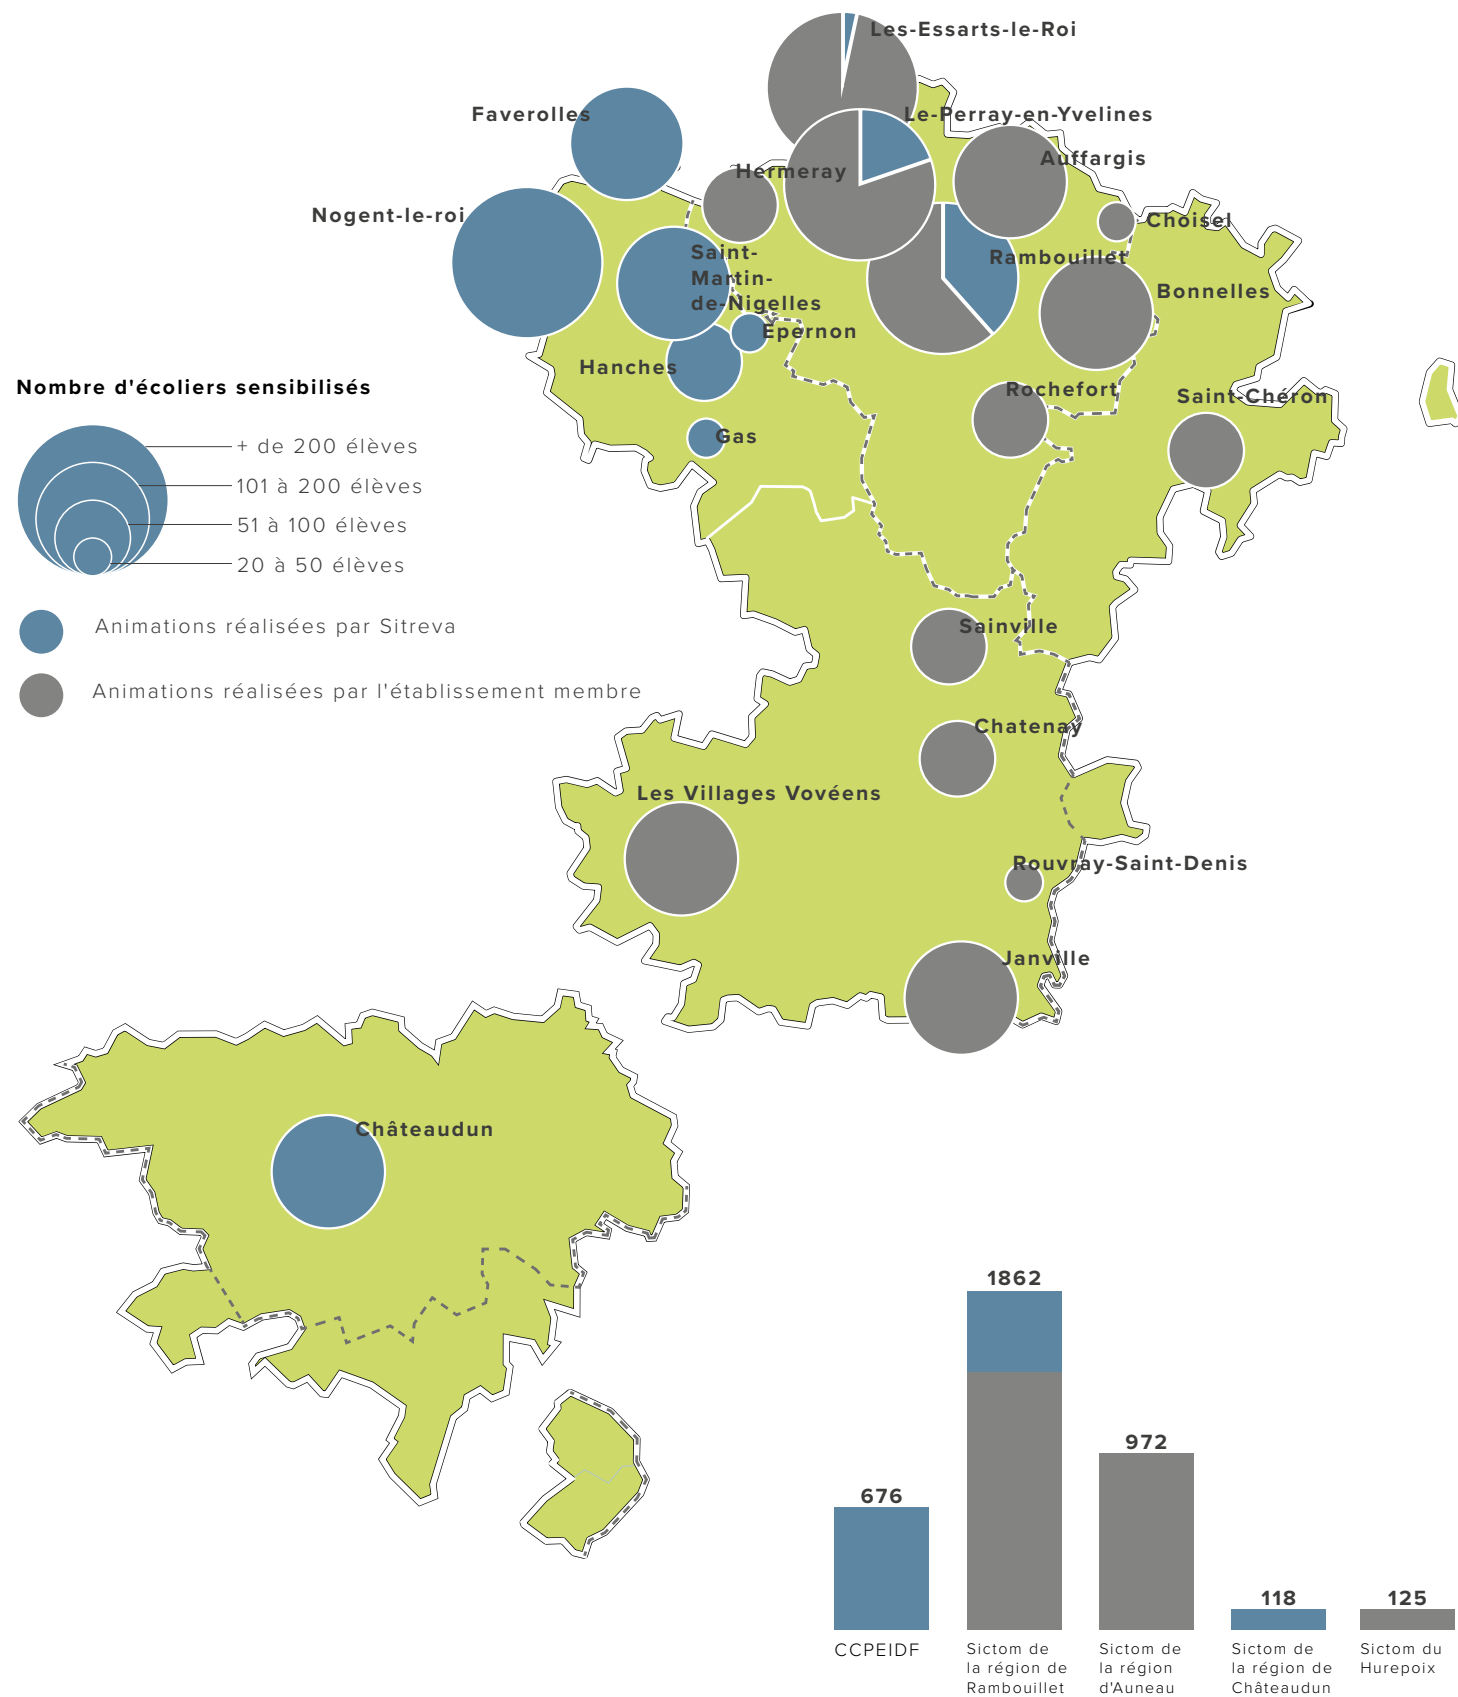 Les-Essarts-le-Roi
Faverolles
Le-Perray-en-Yvelines
Auffargis
Hermeray
Nogent-le-roi
Choisel
Saint-
Martin-
de-Nigelles
Rambouillet
Bonnelles
Epernon
Hanches
Rochefort
Saint-Chéron
Gas
Nombre d'écoliers sensibilisés
+ de 200 élèves
101 à 200 élèves
51 à 100 élèves
20 à 50 élèves
Animations réalisées par Sitreva
Animations réalisées par l'établissement membre
Sainville
Chatenay
Les Villages Vovéens
Rouvray-Saint-Denis
Janville
Châteaudun
1862
972
676
118
125
CCPEIDF
Sictom de
la région de
Rambouillet
Sictom de
la région
d'Auneau
Sictom de
la région de
Châteaudun
Sictom du
Hurepoix